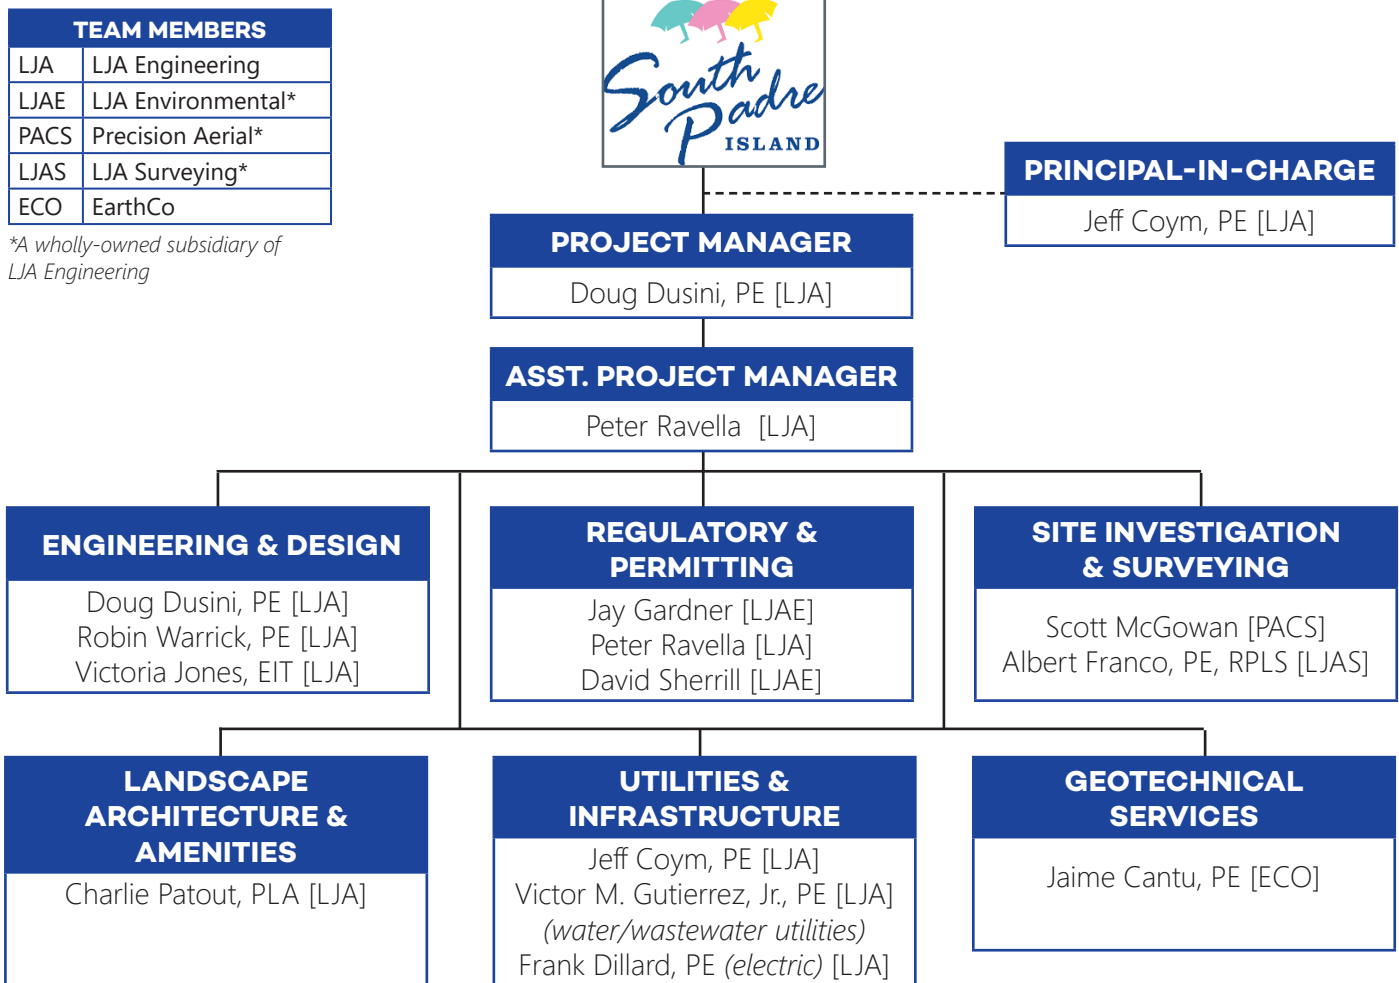 TEAM MEMBERS
LJA LJA Engineering
LJAE LJA Environmental*
PACS Precision Aerial*
LJAS LJA Surveying*
ECO EarthCo
*A wholly-owned subsidiary of
LJA Engineering
South
Padre
ISLAND
PRINCIPAL-IN-CHARGE
Jeff Coym, PE [LJA]
PROJECT MANAGER
Doug Dusini, PE [LJA]
ASST. PROJECT MANAGER
Peter Ravella [LJA]
ENGINEERING & DESIGN
Doug Dusini, PE [LJA]
Robin Warrick, PE [LJA]
Victoria Jones, EIT [LJA]
REGULATORY &
PERMITTING
Jay Gardner [LJAE]
Peter Ravella [LJA]
David Sherrill [LJAE]
SITE INVESTIGATION
& SURVEYING
Scott McGowan [PACS]
Albert Franco, PE, RPLS [LJAS]
LANDSCAPE
ARCHITECTURE &
AMENITIES
Charlie Patout, PLA [LJA]
UTILITIES &
INFRASTRUCTURE
Jeff Coym, PE [LJA]
Victor M. Gutierrez, Jr., PE [LJA]
(water/wastewater utilities)
Frank Dillard, PE (electric) [LJA]
GEOTECHNICAL
SERVICES
Jaime Cantu, PE [ECO]